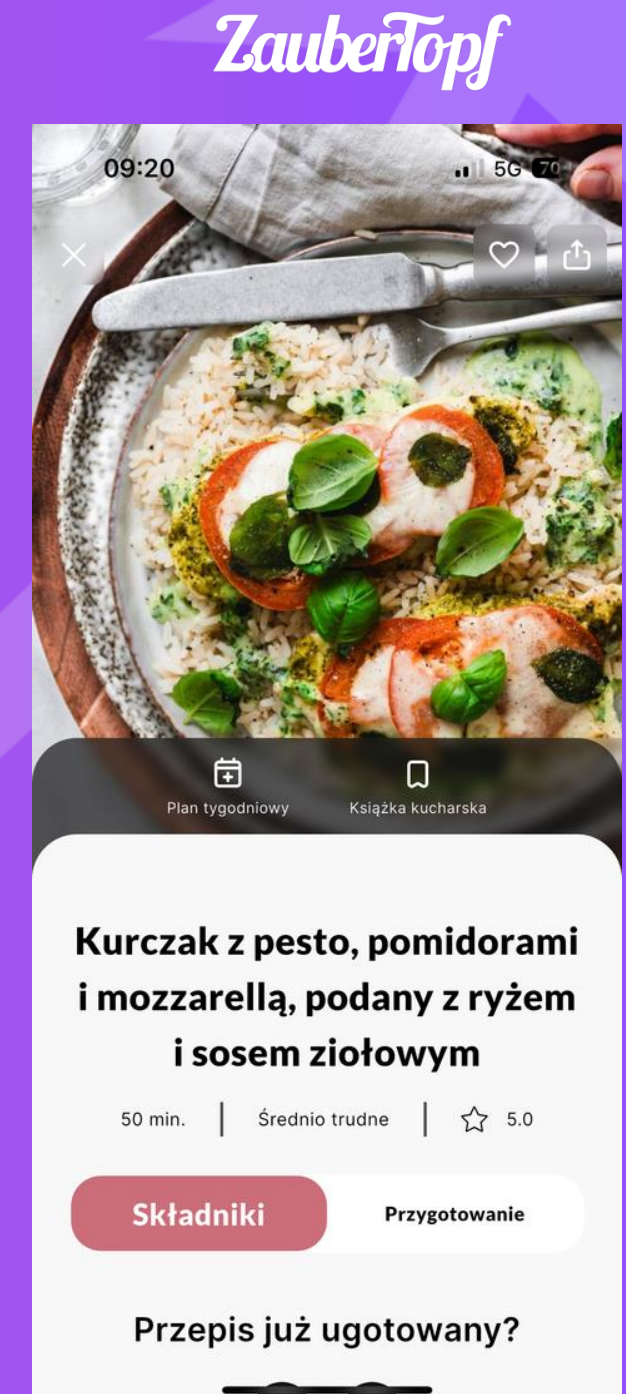 ZauberTopf
09:20
5G 70
Plan tygodniowy
Książka kucharska
Kurczak z pesto, pomidorami
i mozzarellą, podany z ryżem
i sosem ziołowym
50 min.
Średnio trudne
5.0
Składniki
Przygotowanie
Przepis już ugotowany?